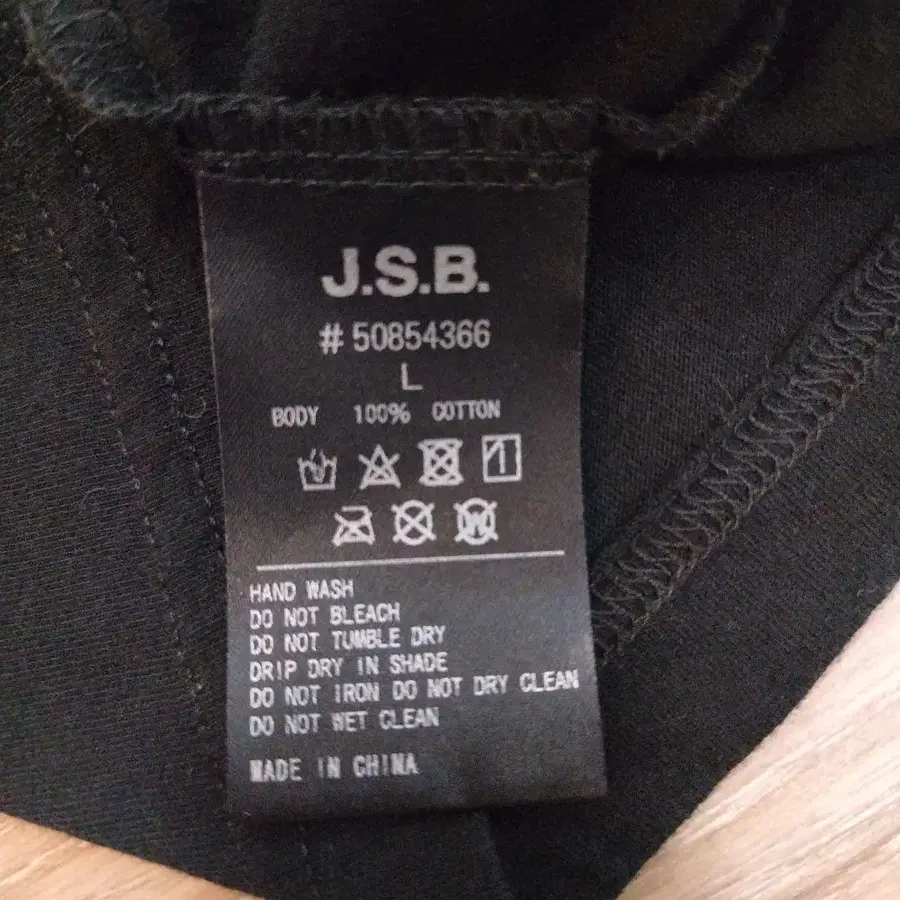 J.S.B.
#50854366
L
BODY 100% COTTON
HAND WASH
DO NOT BLEACH
DO NOT TUMBLE DRY
DRIP DRY IN SHADE
DO NOT IRON DO NOT DRY CLEAN
DO NOT WET CLEAN
MADE IN CHINA